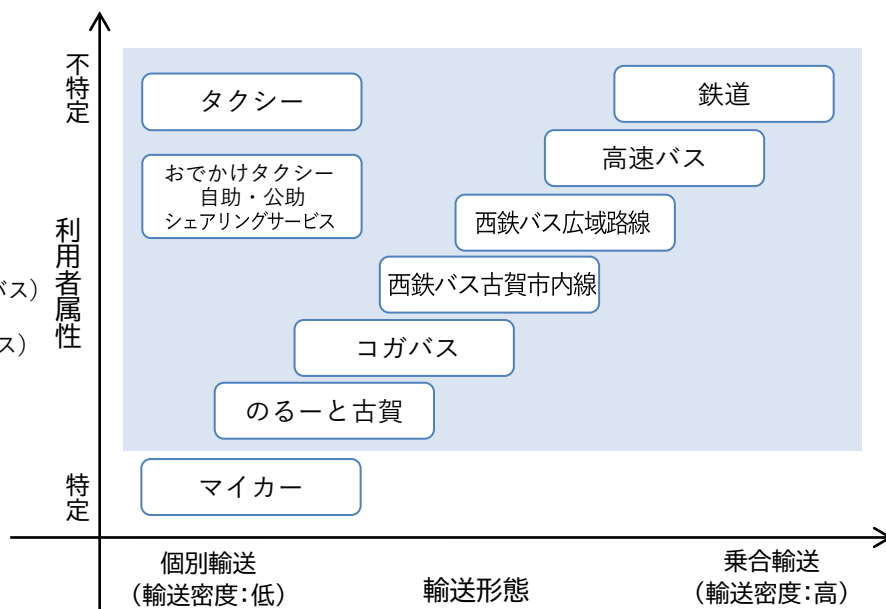 不特定
利用者属性
特定
タクシー
おでかけタクシー
自助・公助
シェアリングサービス
鉄道
高速バス
西鉄バス広域路線
西鉄バス古賀市内線
コガバス
のるーと古賀
マイカー
バス)
ス)
個別輸送
(輸送密度:低)
輸送形態
乗合輸送
(輸送密度:高)